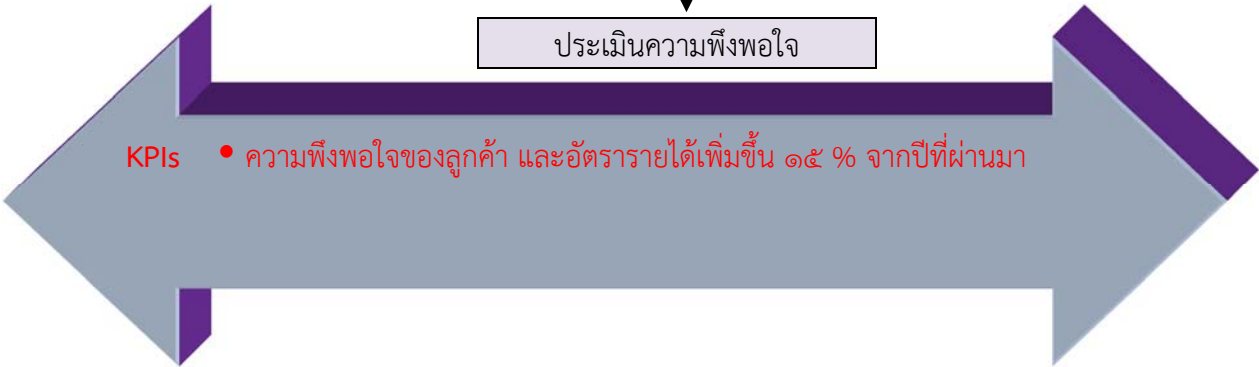 ประเมินความพึงพอใจ
KPIs • ความพึงพอใจของลูกค้า และอัตรารายได้เพิ่มขึ้น ๑๕ % จากปีที่ผ่านมา